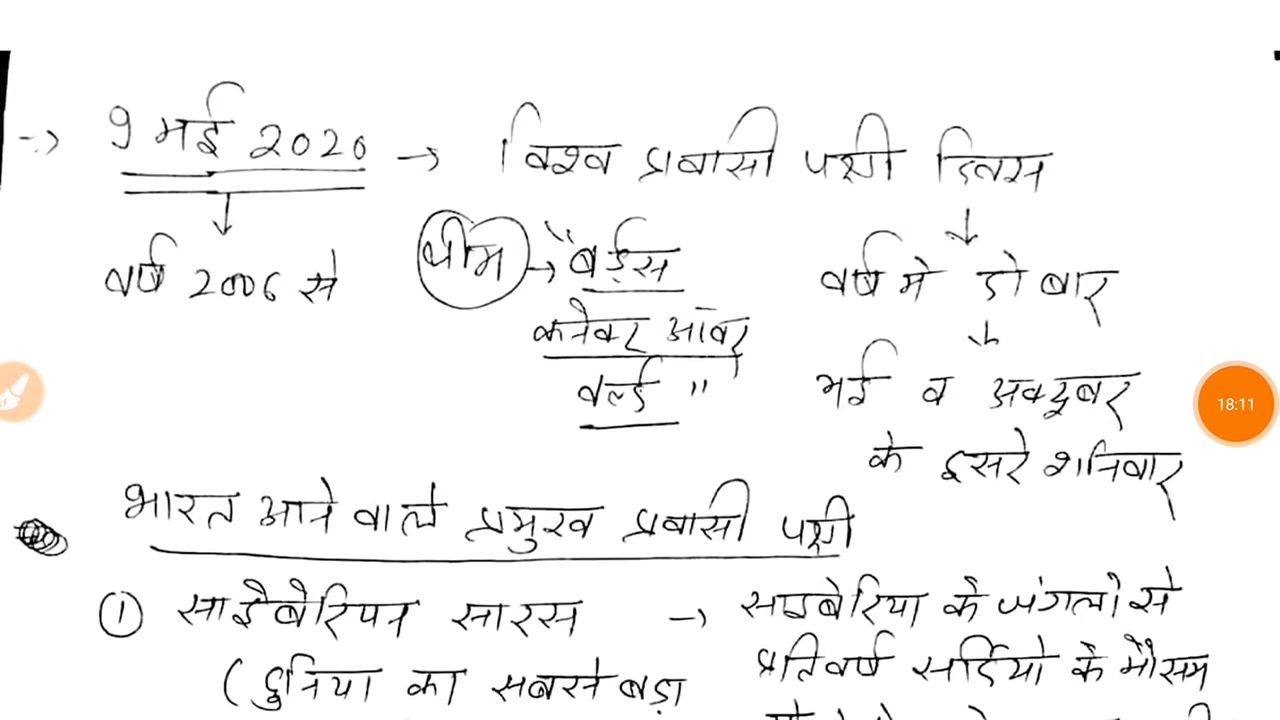 -> 9 मई 2020 → विश्व प्रवासी पक्षी दिवस
↓
वर्ष 2006 से
थीम → "बर्ड्स
कनेक्ट ऑवर
वर्ल्ड"
↓
वर्ष मे दो बार
↓
मई व अक्टूबर
के दूसरे शनिवार
भारत आने वाले प्रमुख प्रवासी पक्षी
① साइबेरियन सारस → साइबेरिया के जंगलो से
(दुनिया का सबसे बड़ा
प्रतिवर्ष सर्दियो के मौसम
18:11